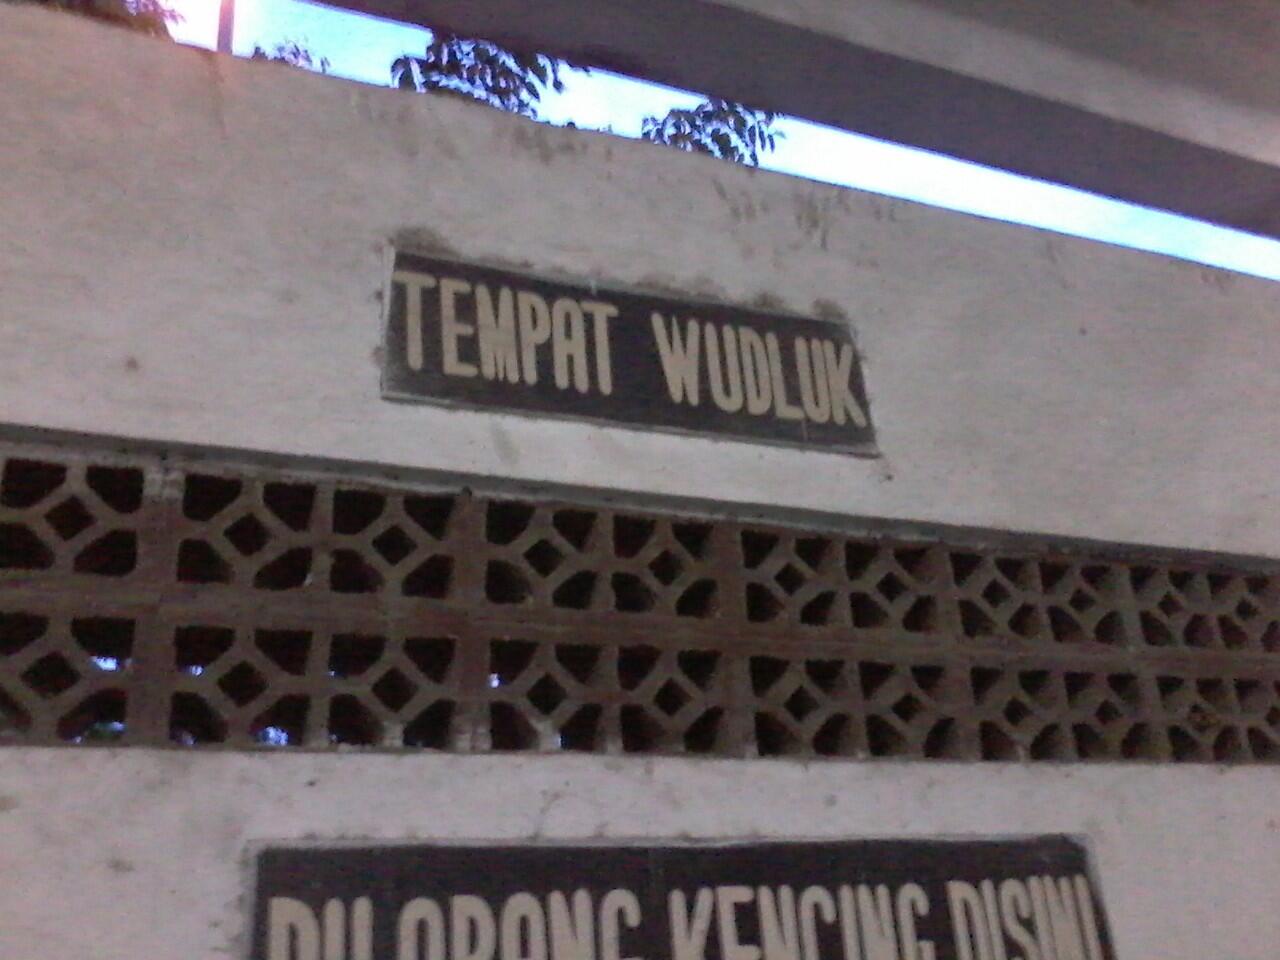 TEMPAT WUDLUK
DILARANG KENCING DISINI